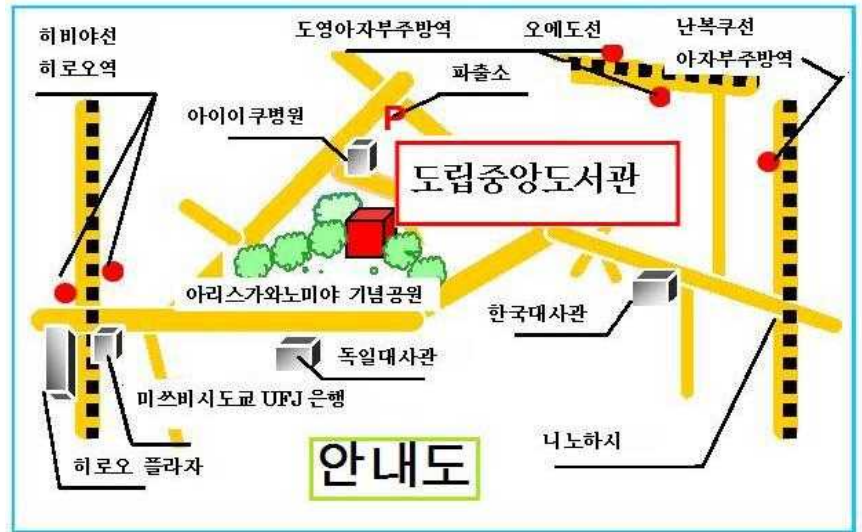 히비야선
히로오역
도영아자부주방역
오에도선
난복쿠선
아자부주방역
파출소
아이이쿠병원
P
도립중앙도서관
아리스가와노미야 기념공원
한국대사관
독일대사관
미쓰비시도쿄 UFJ 은행
히로오 플라자
니노하시
안내도